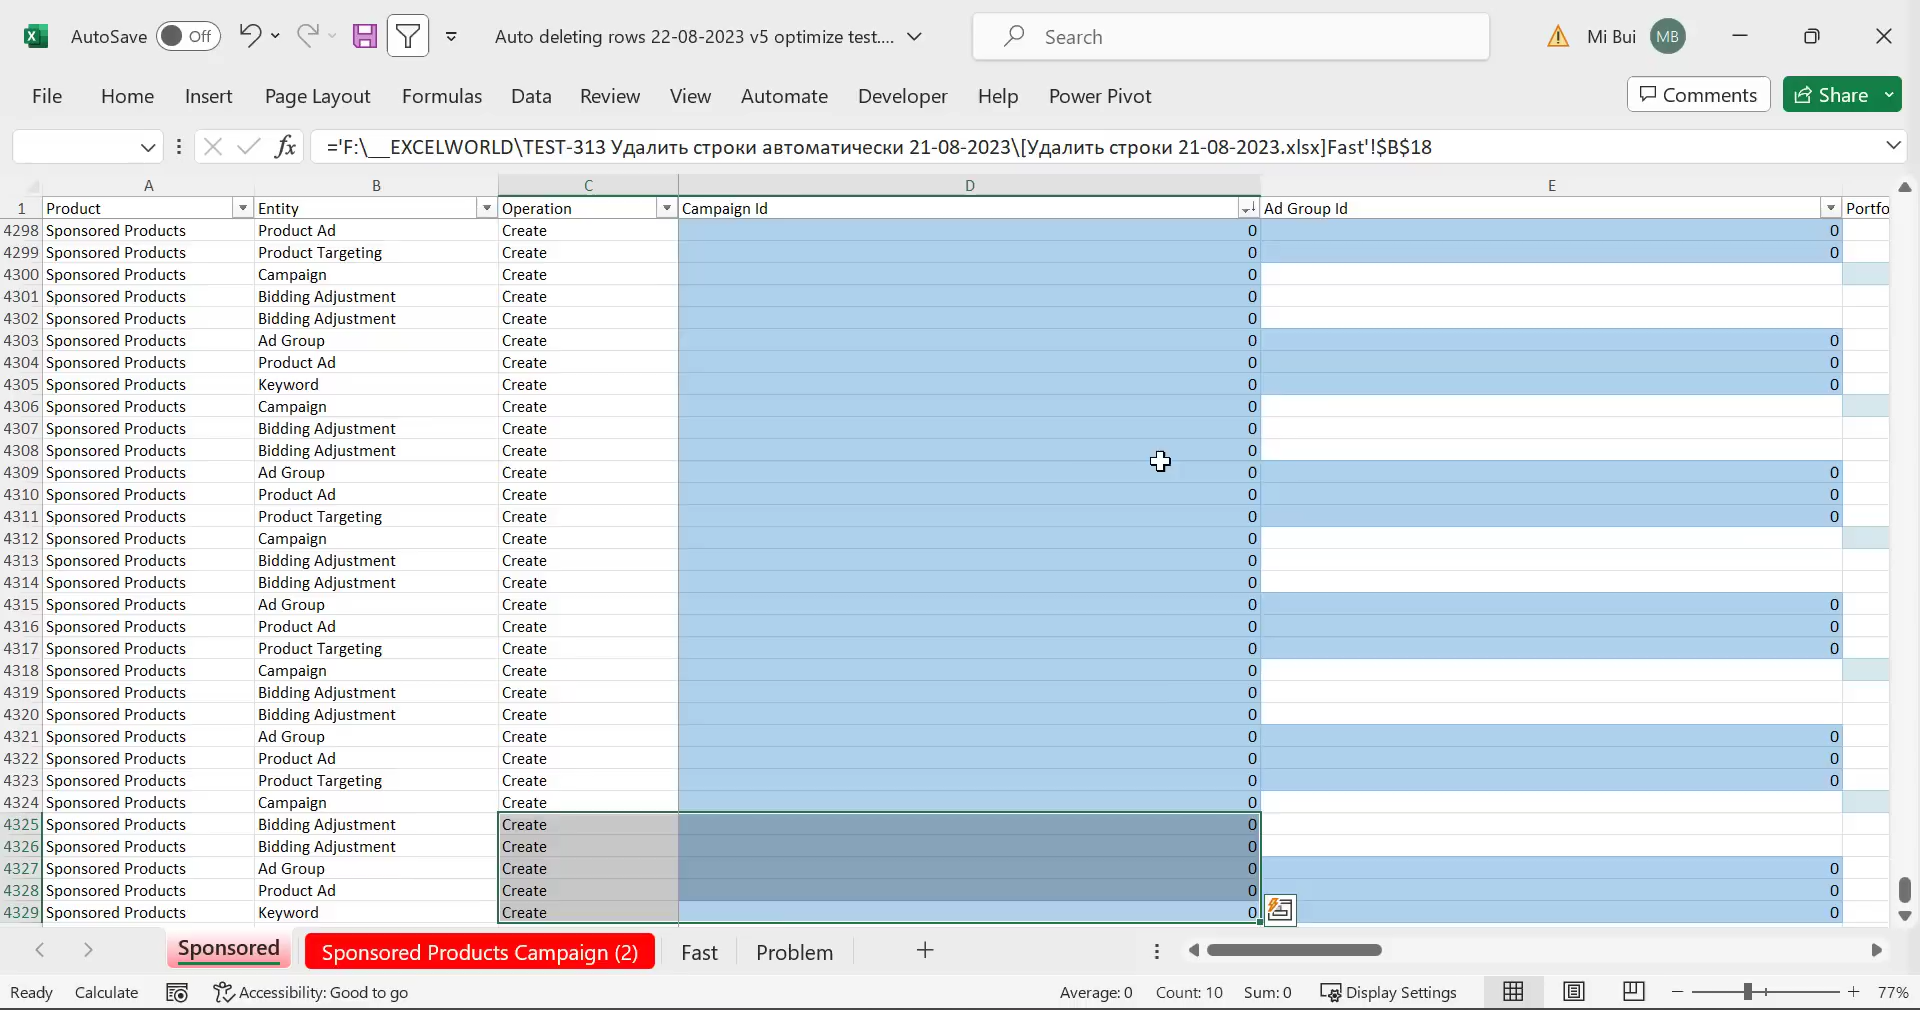 AutoSave Off Auto deleting rows 22-08-2023 v5 optimize test.... Search Mi Bui MB
File Home Insert Page Layout Formulas Data Review View Automate Developer Help Power Pivot Comments Share
fx ='F:\__EXCELWORLD\TEST-313 Удалить строки автоматически 21-08-2023\[Удалить строки 21-08-2023.xlsx]Fast'!$B$18
A B C D E
1 Product Entity Operation Campaign Id Ad Group Id Portfo
4298 Sponsored Products Product Ad Create 0 0
4299 Sponsored Products Product Targeting Create 0 0
4300 Sponsored Products Campaign Create 0
4301 Sponsored Products Bidding Adjustment Create 0
4302 Sponsored Products Bidding Adjustment Create 0
4303 Sponsored Products Ad Group Create 0 0
4304 Sponsored Products Product Ad Create 0 0
4305 Sponsored Products Keyword Create 0 0
4306 Sponsored Products Campaign Create 0
4307 Sponsored Products Bidding Adjustment Create 0
4308 Sponsored Products Bidding Adjustment Create 0
4309 Sponsored Products Ad Group Create 0 0
4310 Sponsored Products Product Ad Create 0 0
4311 Sponsored Products Product Targeting Create 0 0
4312 Sponsored Products Campaign Create 0
4313 Sponsored Products Bidding Adjustment Create 0
4314 Sponsored Products Bidding Adjustment Create 0
4315 Sponsored Products Ad Group Create 0 0
4316 Sponsored Products Product Ad Create 0 0
4317 Sponsored Products Product Targeting Create 0 0
4318 Sponsored Products Campaign Create 0
4319 Sponsored Products Bidding Adjustment Create 0
4320 Sponsored Products Bidding Adjustment Create 0
4321 Sponsored Products Ad Group Create 0 0
4322 Sponsored Products Product Ad Create 0 0
4323 Sponsored Products Product Targeting Create 0 0
4324 Sponsored Products Campaign Create 0
4325 Sponsored Products Bidding Adjustment Create 0
4326 Sponsored Products Bidding Adjustment Create 0
4327 Sponsored Products Ad Group Create 0 0
4328 Sponsored Products Product Ad Create 0 0
4329 Sponsored Products Keyword Create 0 0
Sponsored Sponsored Products Campaign (2) Fast Problem
Ready Calculate Accessibility: Good to go Average: 0 Count: 10 Sum: 0 Display Settings 77%